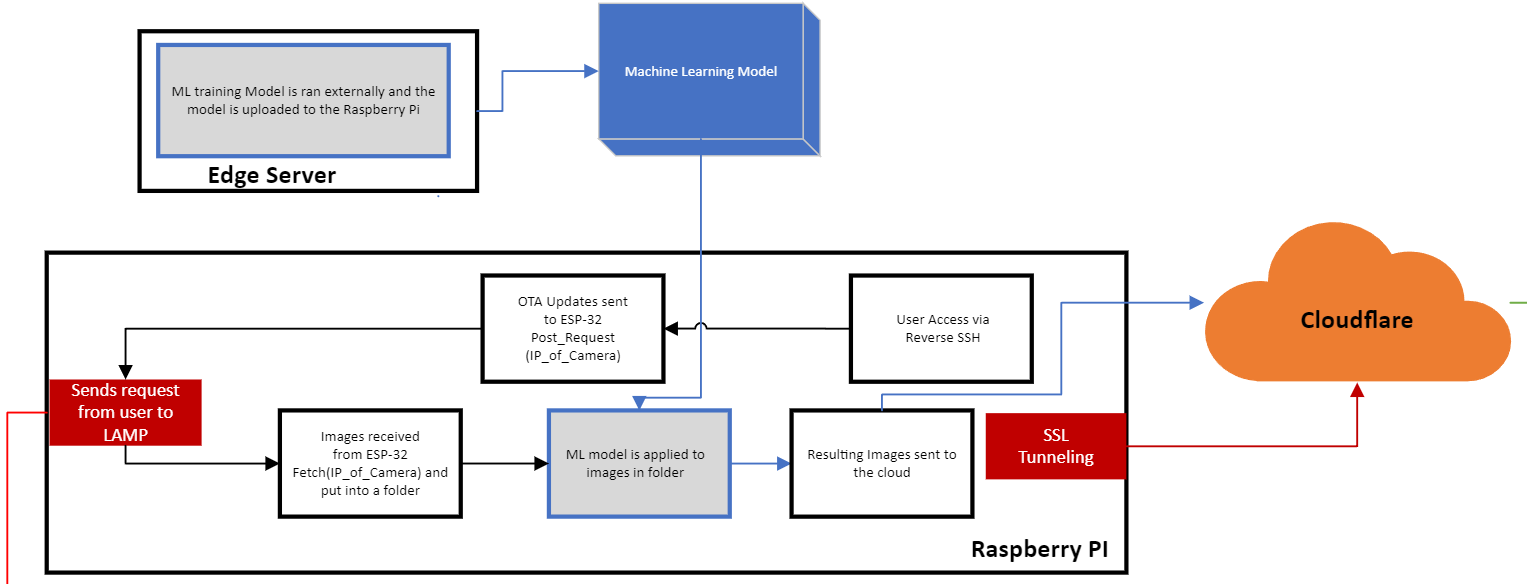 Machine Learning Model
ML training Model is ran externally and the
model is uploaded to the Raspberry Pi
Edge Server
OTA Updates sent
to ESP-32
Post_Request
(IP_of_Camera)
User Access via
Reverse SSH
Cloudflare
Sends request
from user to
LAMP
Images received
from ESP-32
Fetch(IP_of_Camera) and
put into a folder
ML model is applied to
images in folder
Resulting Images sent to
the cloud
SSL
Tunneling
Raspberry PI